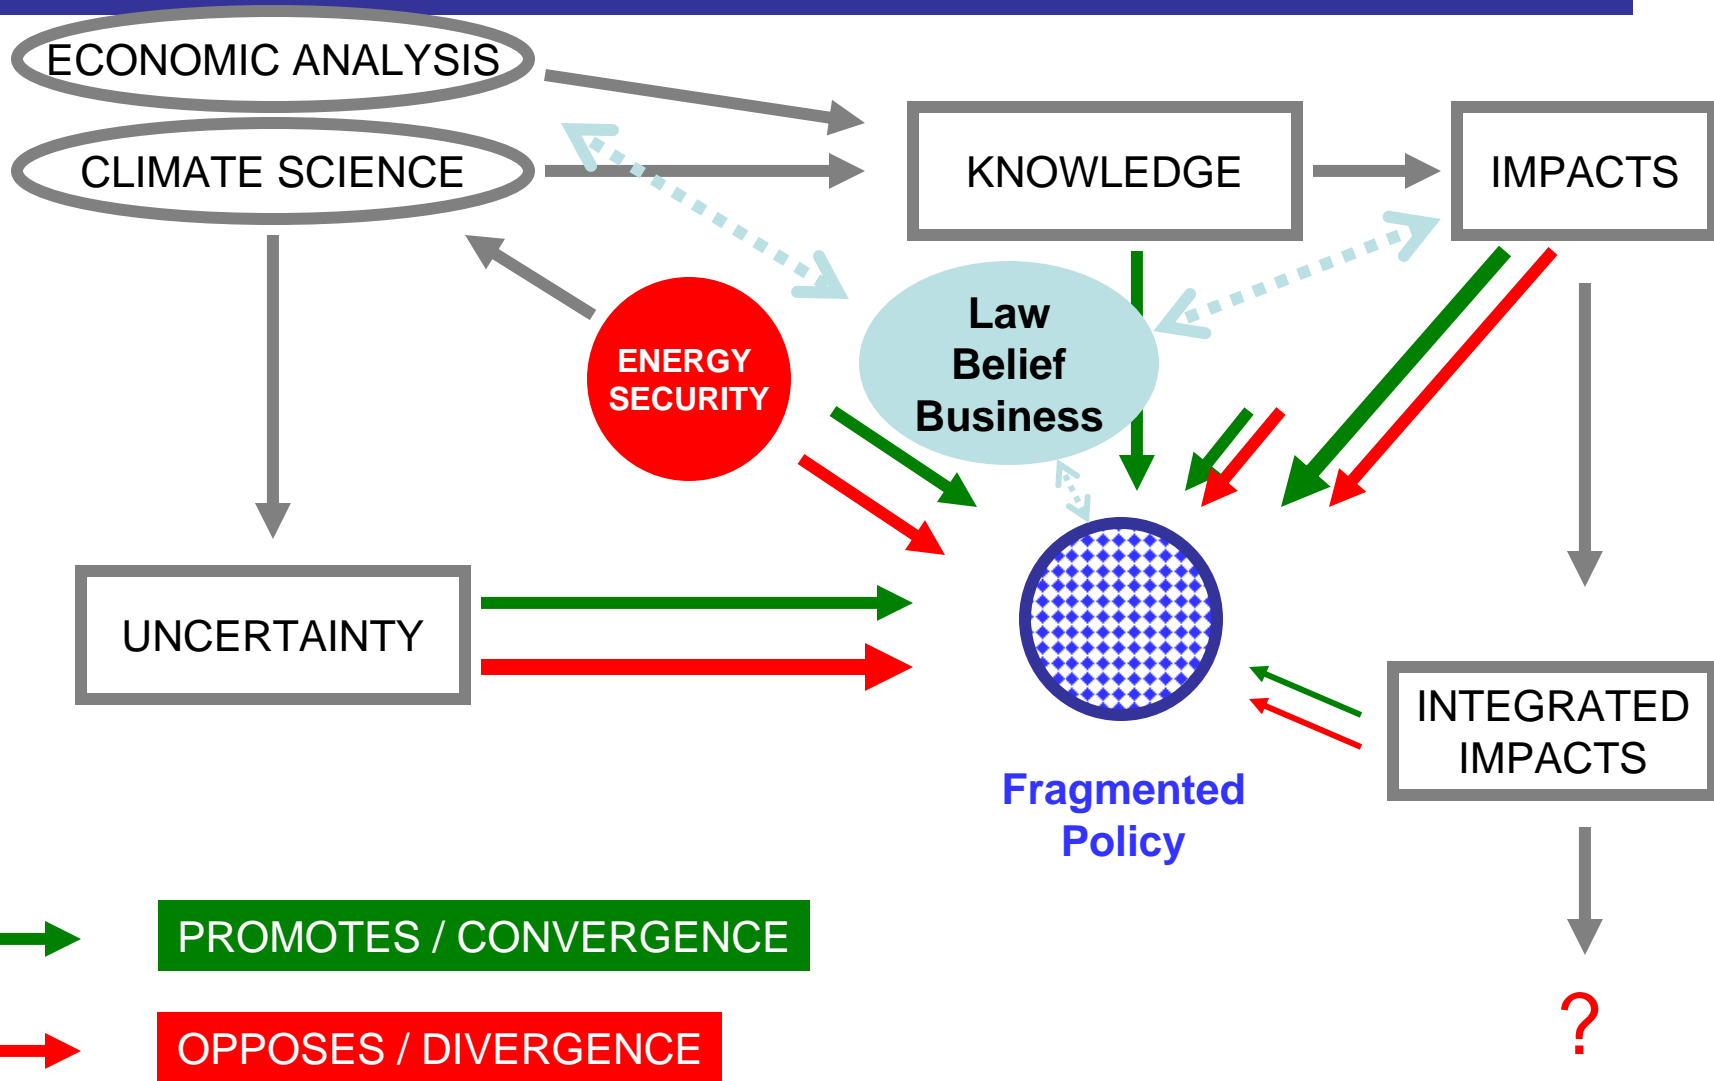 ECONOMIC ANALYSIS
CLIMATE SCIENCE
KNOWLEDGE
IMPACTS
Law
Belief
Business
ENERGY
SECURITY
UNCERTAINTY
INTEGRATED
IMPACTS
Fragmented
Policy
PROMOTES / CONVERGENCE
OPPOSES / DIVERGENCE
?